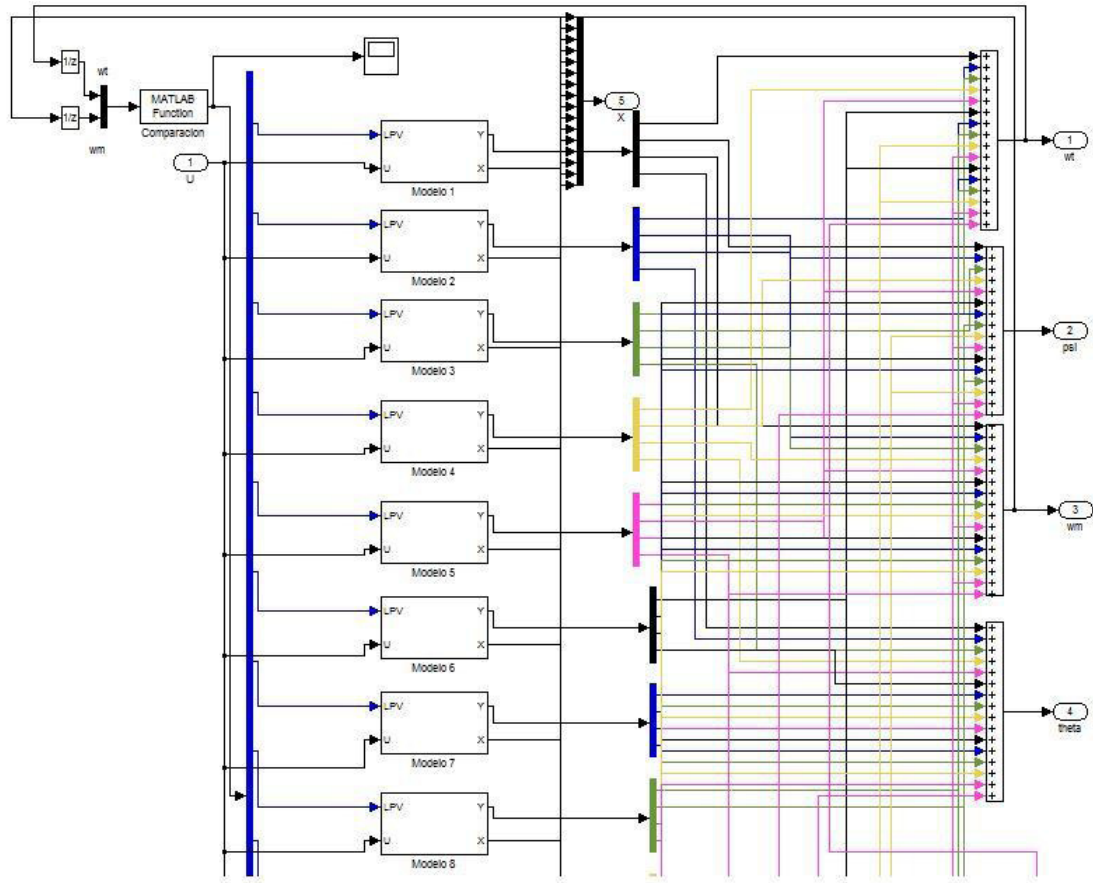 1/z
wt
MATLAB
Function
Comparacion
1/z
wm
1
U
5
X
LPV
Y
U
X
Modelo 1
LPV
Y
U
X
Modelo 2
LPV
Y
U
X
Modelo 3
LPV
Y
U
X
Modelo 4
LPV
Y
U
X
Modelo 5
LPV
Y
U
X
Modelo 6
LPV
Y
U
X
Modelo 7
LPV
Y
U
X
Modelo 8
1
wt
2
psi
3
wm
4
theta